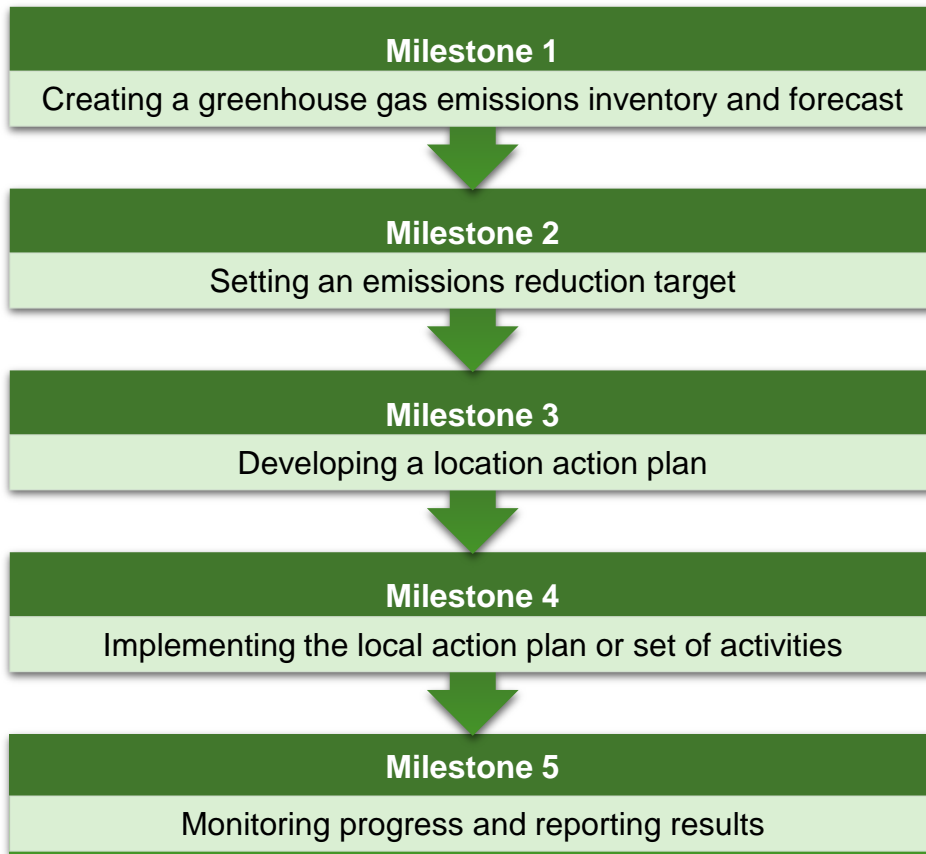 Milestone 1
Creating a greenhouse gas emissions inventory and forecast
Milestone 2
Setting an emissions reduction target
Milestone 3
Developing a location action plan
Milestone 4
Implementing the local action plan or set of activities
Milestone 5
Monitoring progress and reporting results